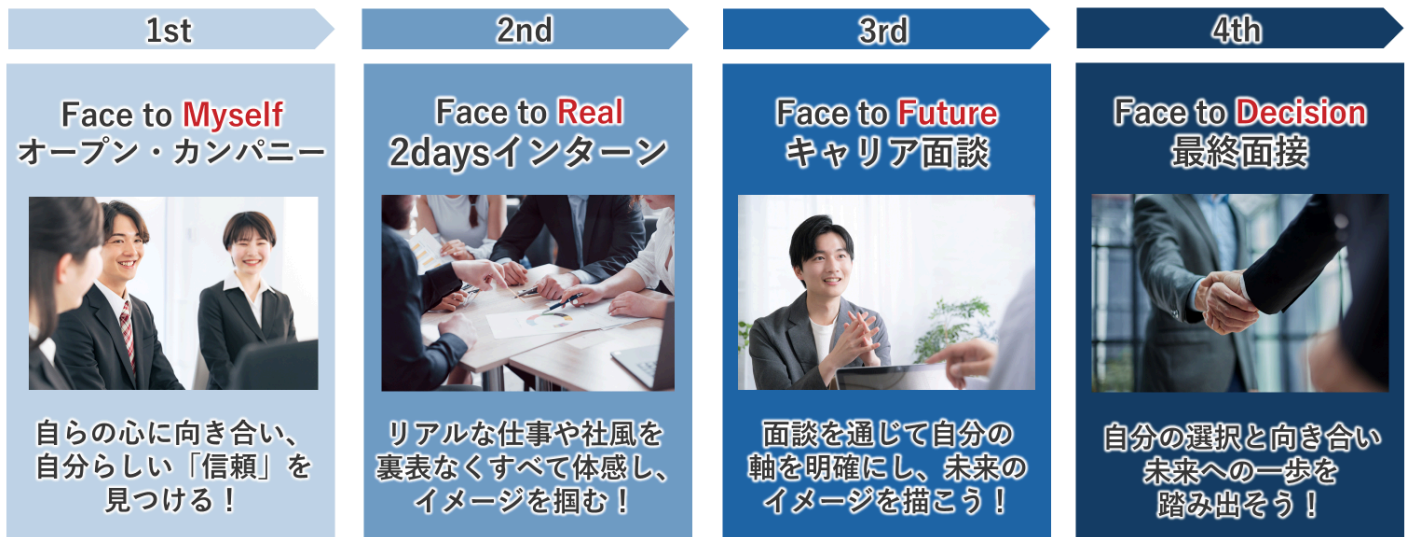 1st
Face to Myself
オープン・カンパニー
自らの心に向き合い、
自分らしい「信頼」を
見つける！
2nd
Face to Real
2daysインターン
リアルな仕事や社風を
裏表なくすべて体感し、
イメージを掴む！
3rd
Face to Future
キャリア面談
面談を通じて自分の
軸を明確にし、未来の
イメージを描こう！
4th
Face to Decision
最終面接
自分の選択と向き合い
未来への一歩を
踏み出そう！